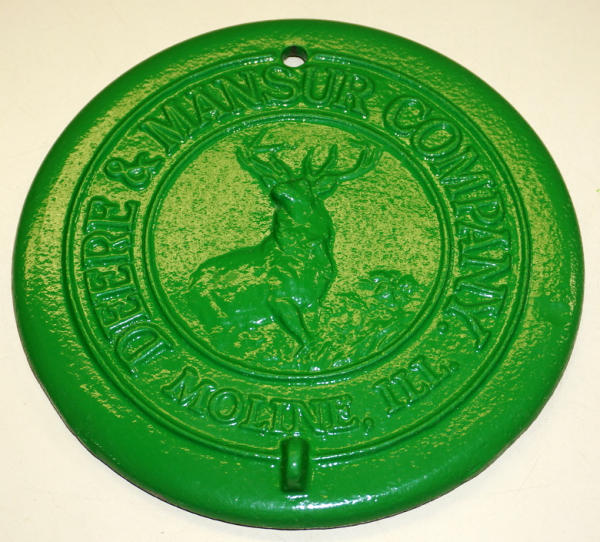 DEERE & MANSUR COMPANY.
MOLINE, ILL.